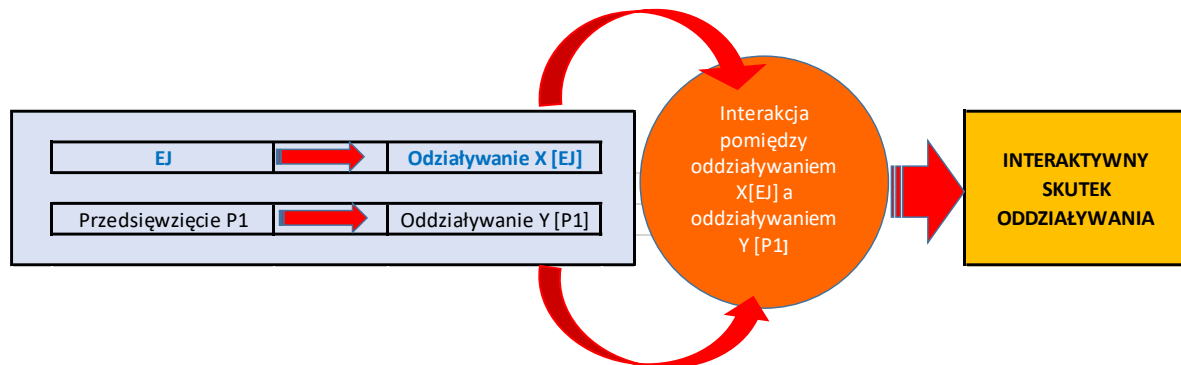 EJ
Odziaływanie X [EJ]
Przedsięwzięcie P1
Oddziaływanie Y [P1]
Interakcja
pomiędzy
oddziaływaniem
X[EJ] a
oddziaływaniem
Y [P1]
INTERAKTYWNY
SKUTEK
ODDZIAŁYWANIA